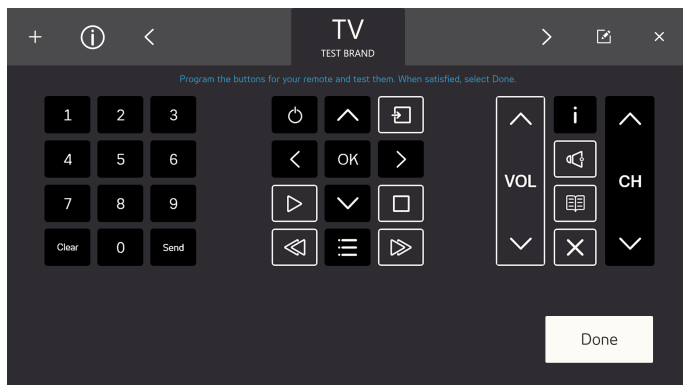 TV
TEST BRAND
Program the buttons for your remote and test them. When satisfied, select Done.
1 2 3
4 5 6 OK
VOL CH
7 8 9
Clear 0 Send
Done